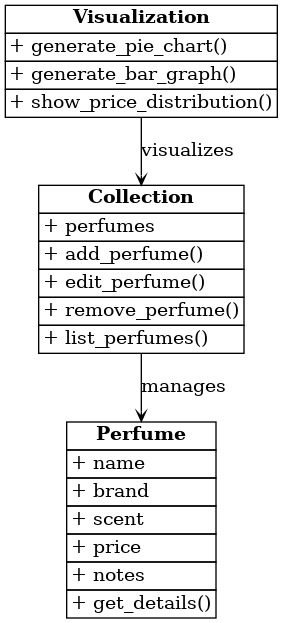 Visualization
+ generate_pie_chart()
+ generate_bar_graph()
+ show_price_distribution()
visualizes
Collection
+ perfumes
+ add_perfume()
+ edit_perfume()
+ remove_perfume()
+ list_perfumes()
manages
Perfume
+ name
+ brand
+ scent
+ price
+ notes
+ get_details()